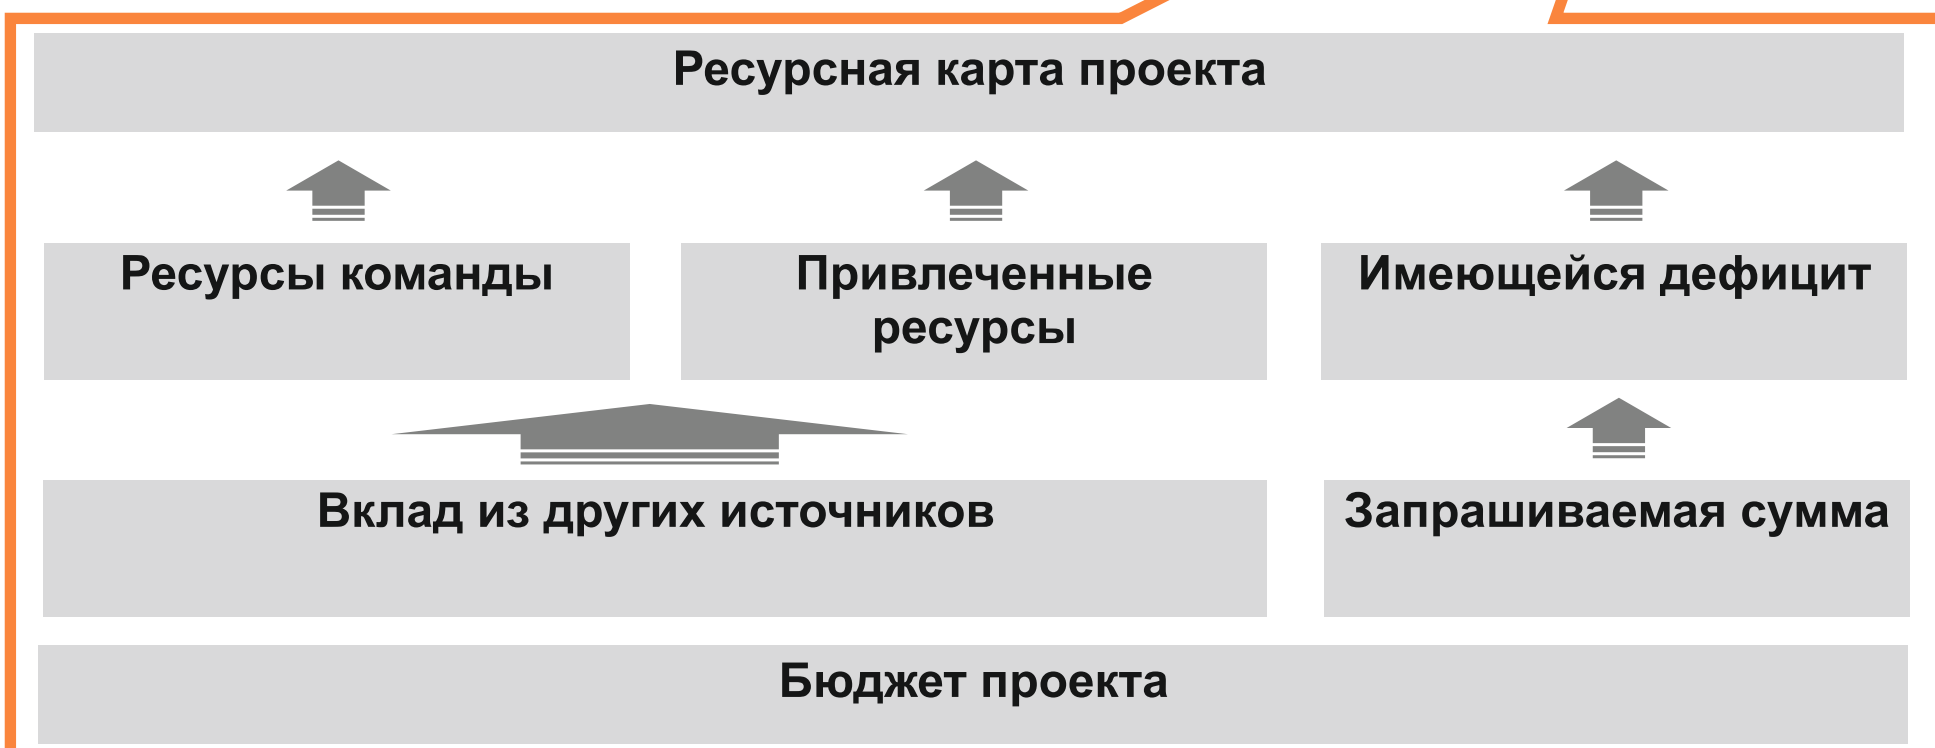 Ресурсная карта проекта
Ресурсы команды
Привлеченные
ресурсы
Имеющейся дефицит
Вклад из других источников
Запрашиваемая сумма
Бюджет проекта